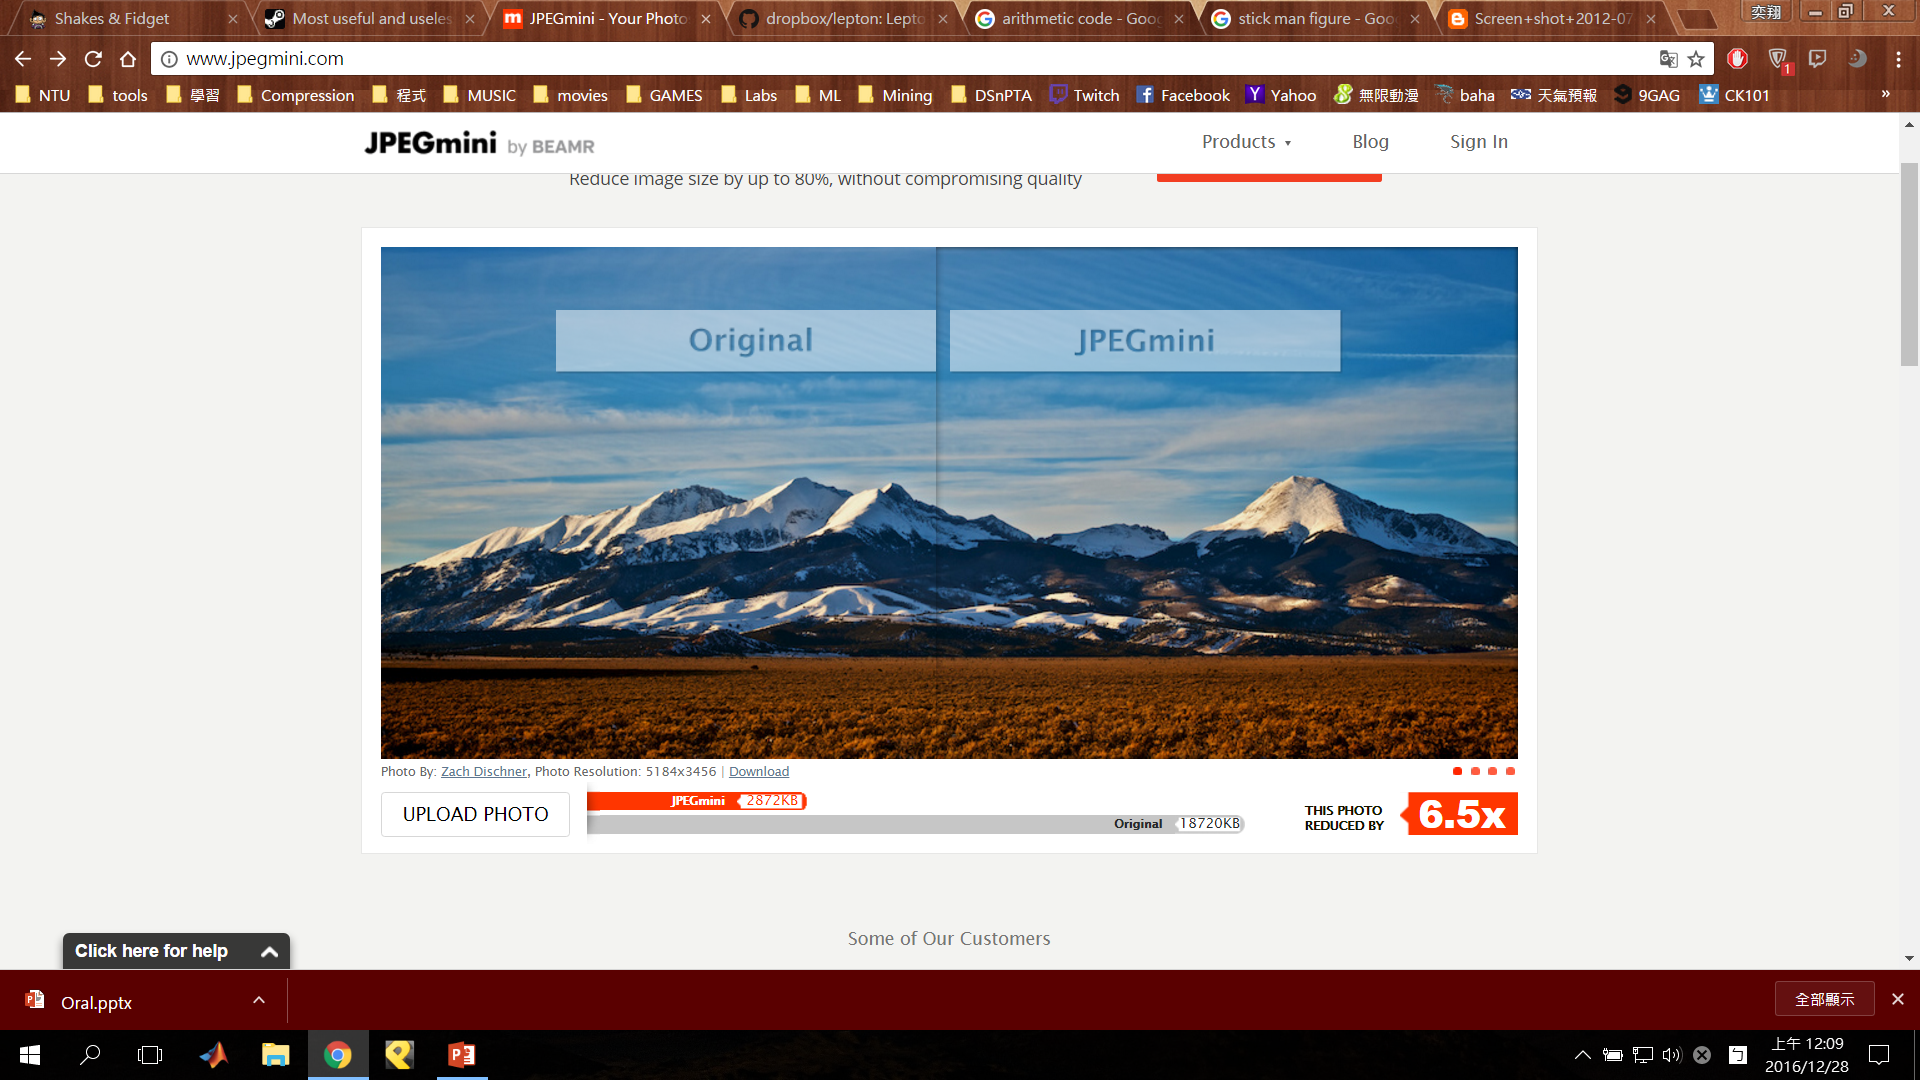 Shakes & Fidget
Most useful and useles
JPEGmini - Your Photo
dropbox/lepton: Lepto
arithmetic code - Goo
stick man figure - Goo
Screen+shot+2012-07
奕翔
www.jpegmini.com
1
NTU
tools
學習
Compression
程式
MUSIC
movies
GAMES
Labs
ML
Mining
DSnPTA
Twitch
Facebook
Yahoo
無限動漫
baha
天氣預報
9GAG
CK101
»
JPEGmini by BEAMR
Products
Blog
Sign In
Reduce image size by up to 80%, without compromising quality
Original
JPEGmini
Photo By: Zach Dischner, Photo Resolution: 5184x3456 | Download
UPLOAD PHOTO
JPEGmini 2872KB
Original 18720KB
THIS PHOTO
REDUCED BY
6.5x
Some of Our Customers
Click here for help
Oral.pptx
全部顯示
ㄅ
上午 12:09
2016/12/28